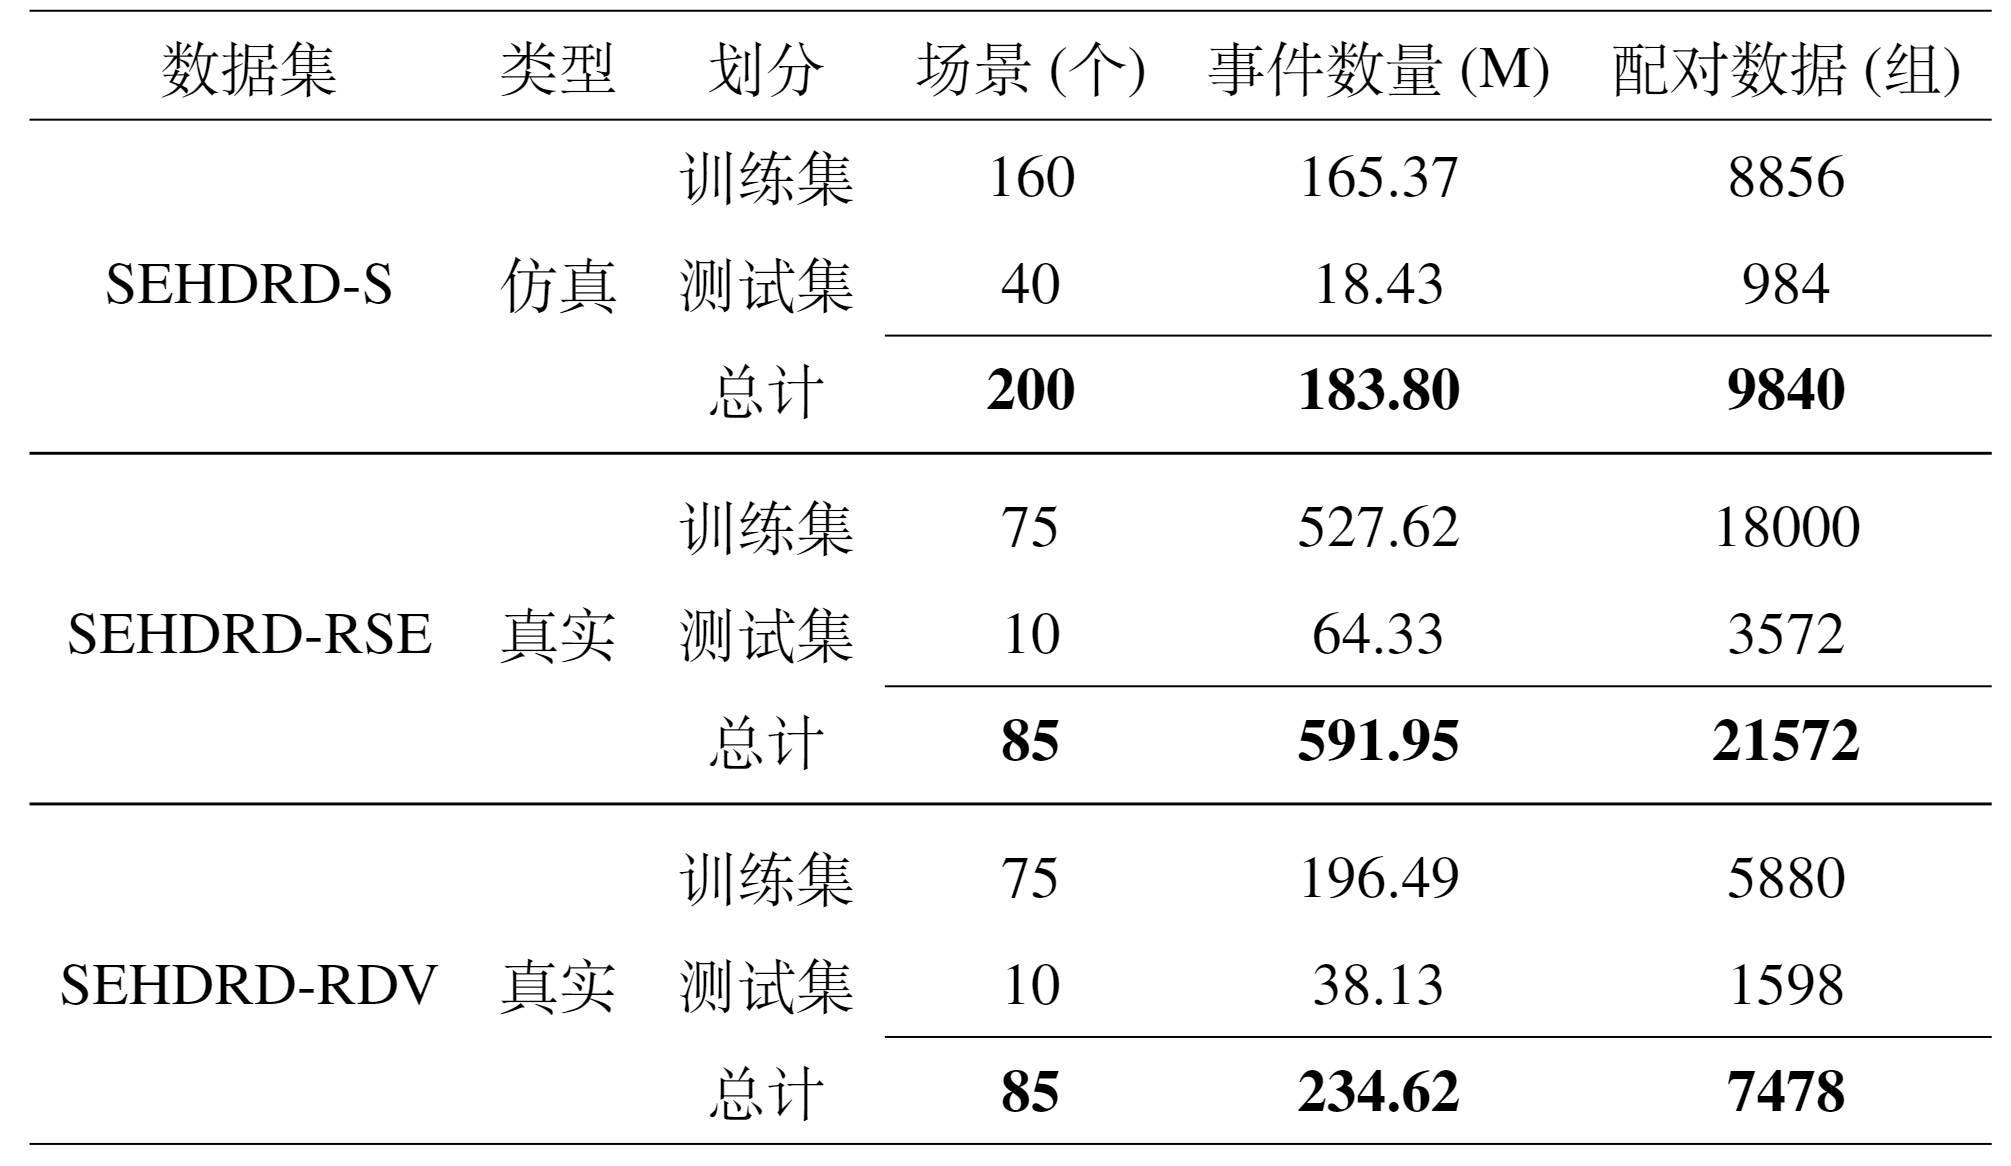 数据集 类型 划分 场景 (个) 事件数量 (M) 配对数据 (组)
训练集 160 165.37 8856
SEHDRD-S 仿真 测试集 40 18.43 984
总计 200 183.80 9840
训练集 75 527.62 18000
SEHDRD-RSE 真实 测试集 10 64.33 3572
总计 85 591.95 21572
训练集 75 196.49 5880
SEHDRD-RDV 真实 测试集 10 38.13 1598
总计 85 234.62 7478